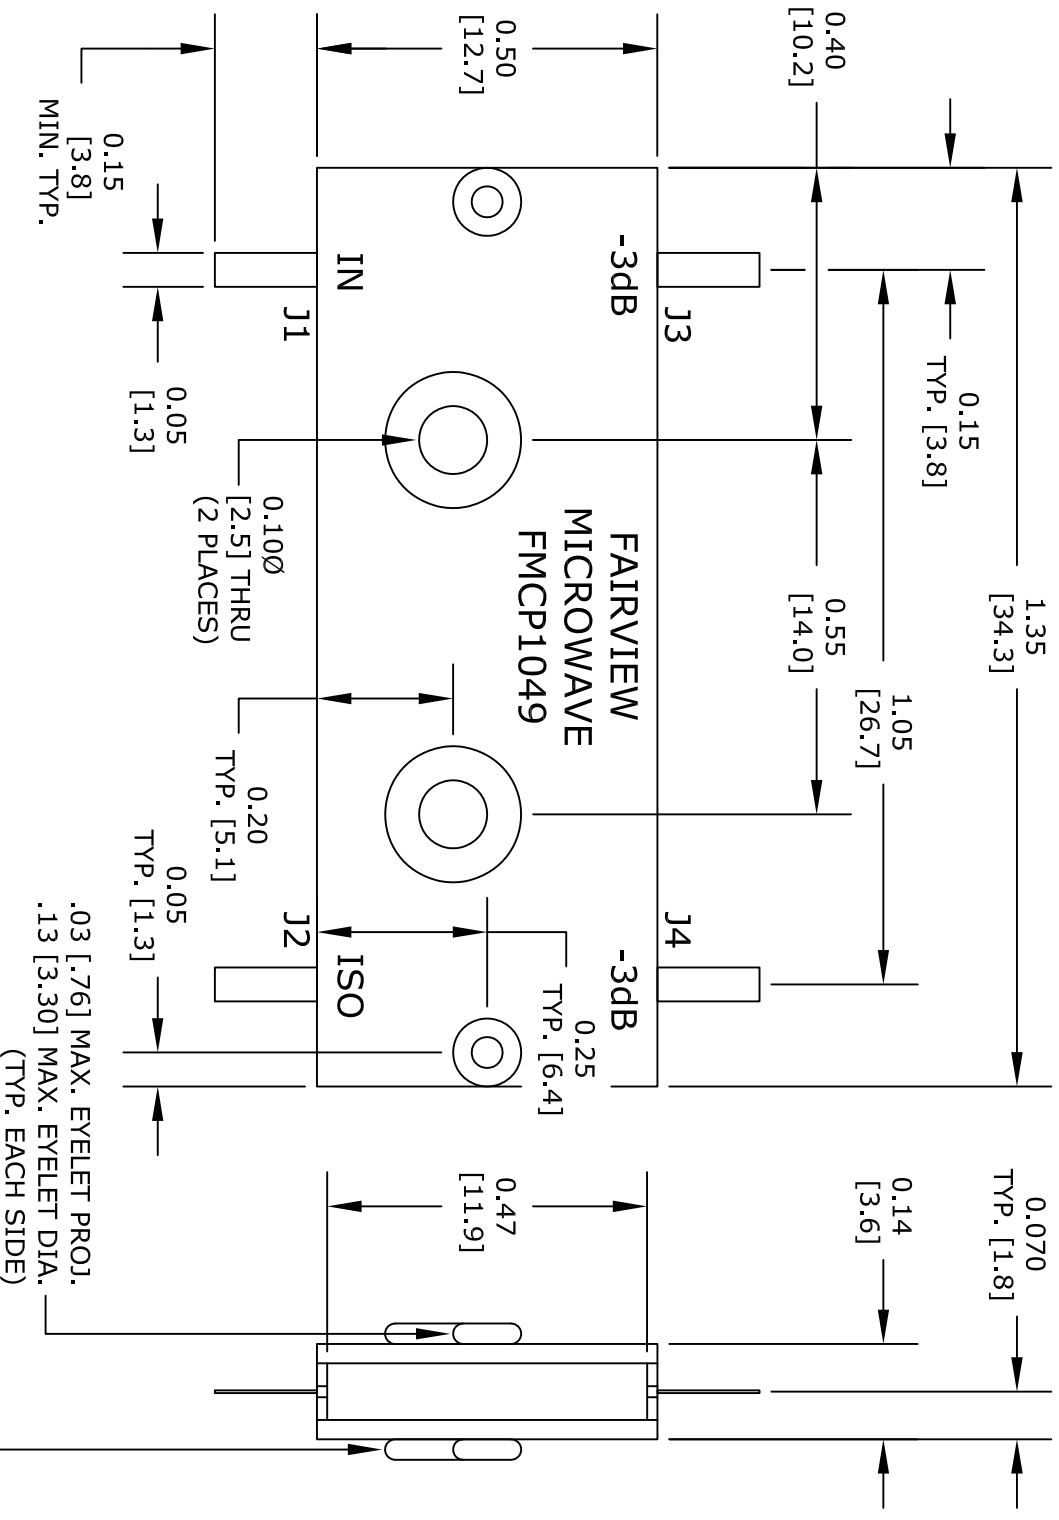 1.35
[34.3]
1.05
[26.7]
0.15
TYP. [3.8]
0.40
[10.2]
0.55
[14.0]
0.070
TYP. [1.8]
0.14
[3.6]
J3
J4
-3dB
-3dB
FAIRVIEW
MICROWAVE
FMCP1049
0.50
[12.7]
0.25
TYP. [6.4]
0.47
[11.9]
IN
ISO
J1
J2
0.10Ø
[2.5] THRU
(2 PLACES)
0.20
TYP. [5.1]
0.05
[1.3]
0.05
TYP. [1.3]
0.15
[3.8]
MIN. TYP.
.03 [.76] MAX. EYELET PROJ.
.13 [3.30] MAX. EYELET DIA.
(TYP. EACH SIDE)